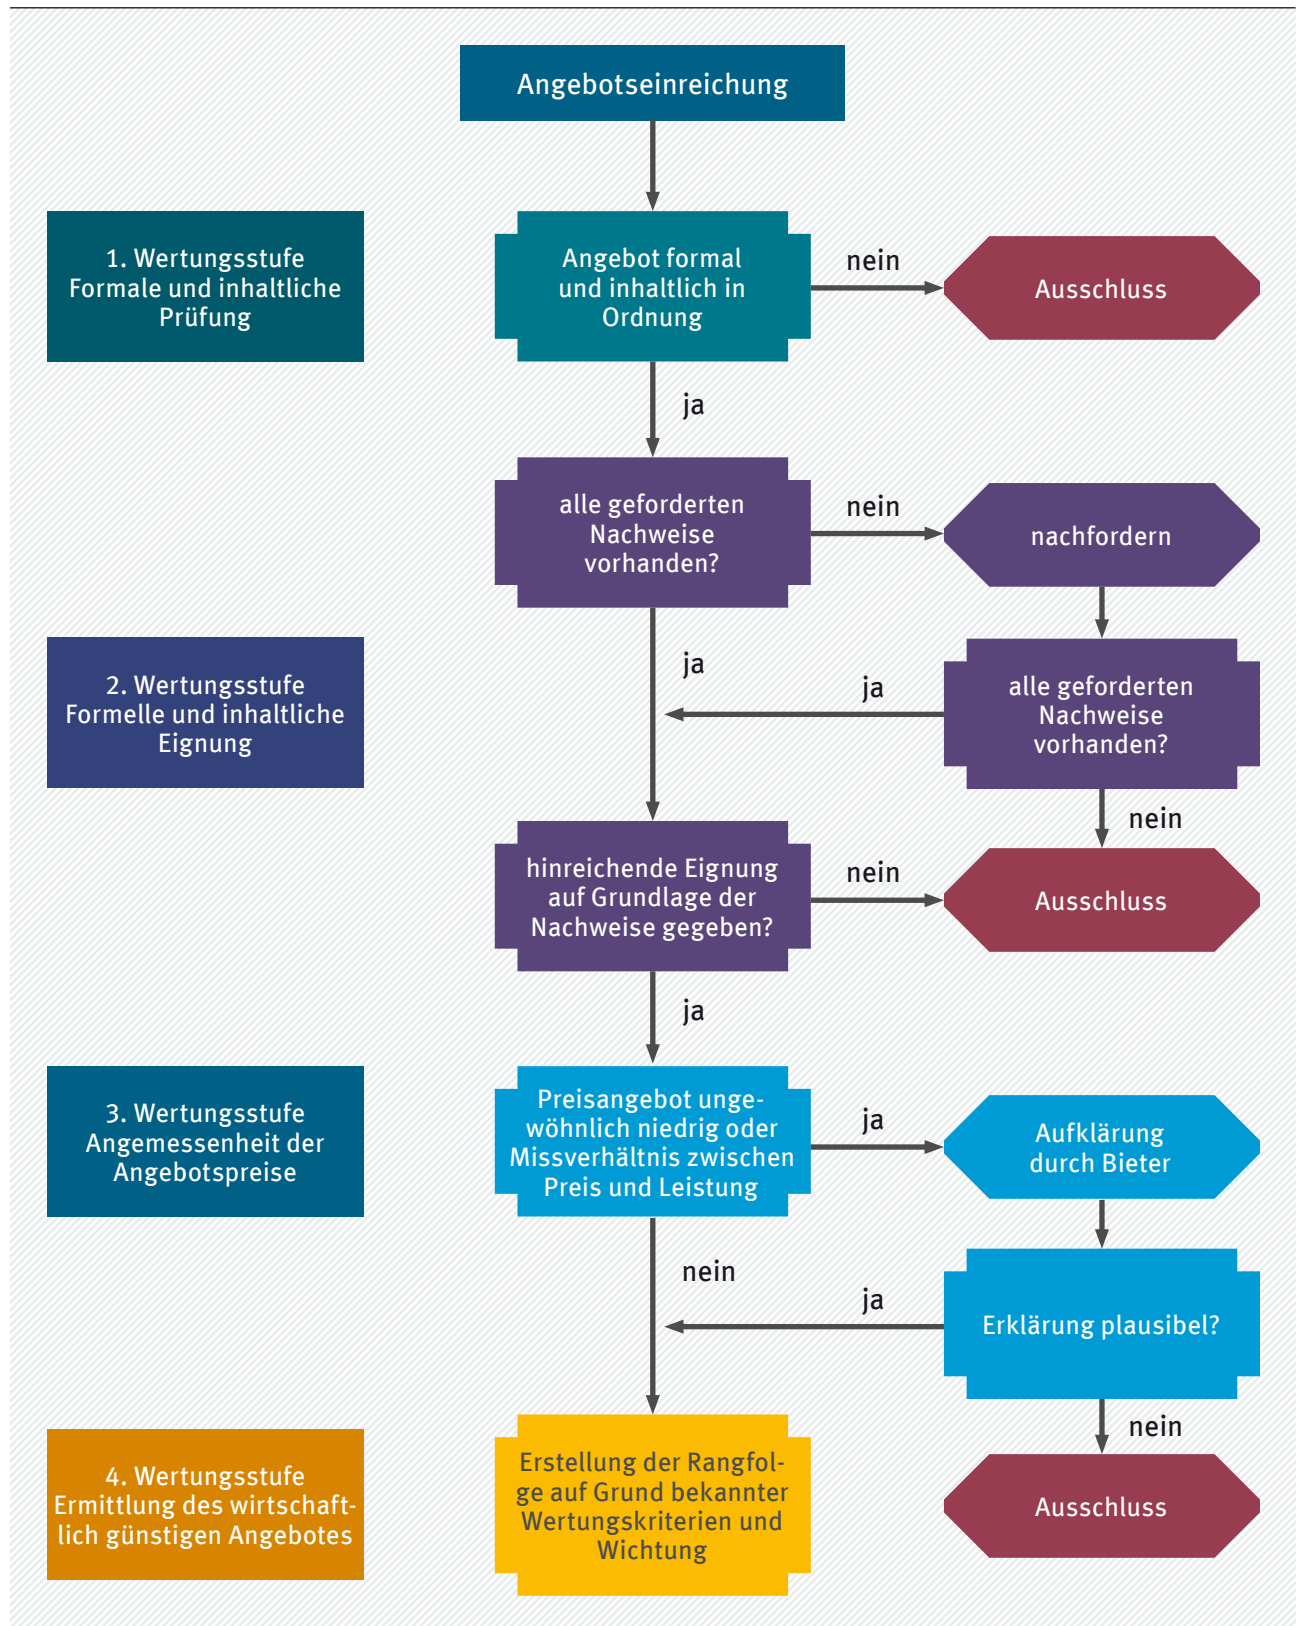 Angebotseinreichung
1. Wertungsstufe
Formale und inhaltliche
Prüfung
Angebot formal
und inhaltlich in
Ordnung
nein
Ausschluss
ja
alle geforderten
Nachweise
vorhanden?
nein
nachfordern
2. Wertungsstufe
Formelle und inhaltliche
Eignung
ja
ja
alle geforderten
Nachweise
vorhanden?
nein
hinreichende Eignung
auf Grundlage der
Nachweise gegeben?
nein
Ausschluss
ja
3. Wertungsstufe
Angemessenheit der
Angebotspreise
Preisangebot unge-
wöhnlich niedrig oder
Missverhältnis zwischen
Preis und Leistung
ja
Aufklärung
durch Bieter
nein
ja
Erklärung plausibel?
nein
4. Wertungsstufe
Ermittlung des wirtschaft-
lich günstigen Angebotes
Erstellung der Rangfol-
ge auf Grund bekannter
Wertungskriterien und
Wichtung
Ausschluss